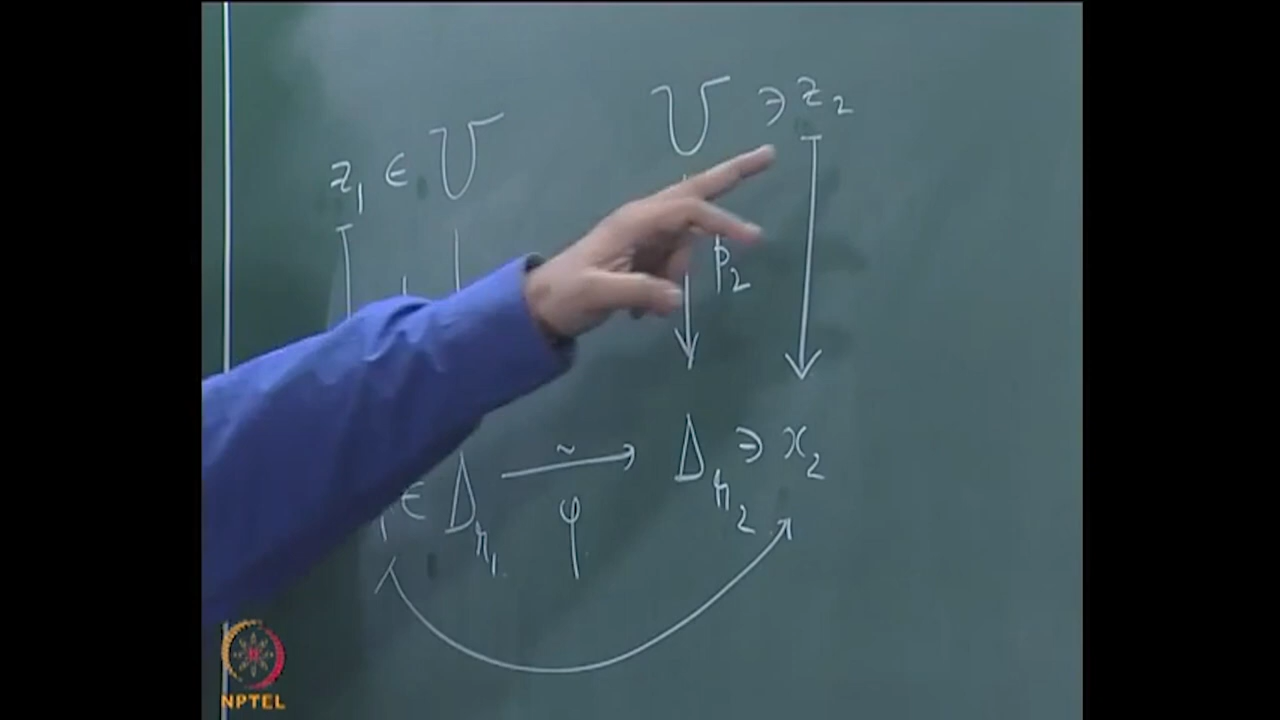 U ∋ z₂
z₁ ∈ U
p₂
Δ_{r₁} ~→ Δ_{r₂} ∋ x₂
φ
NPTEL